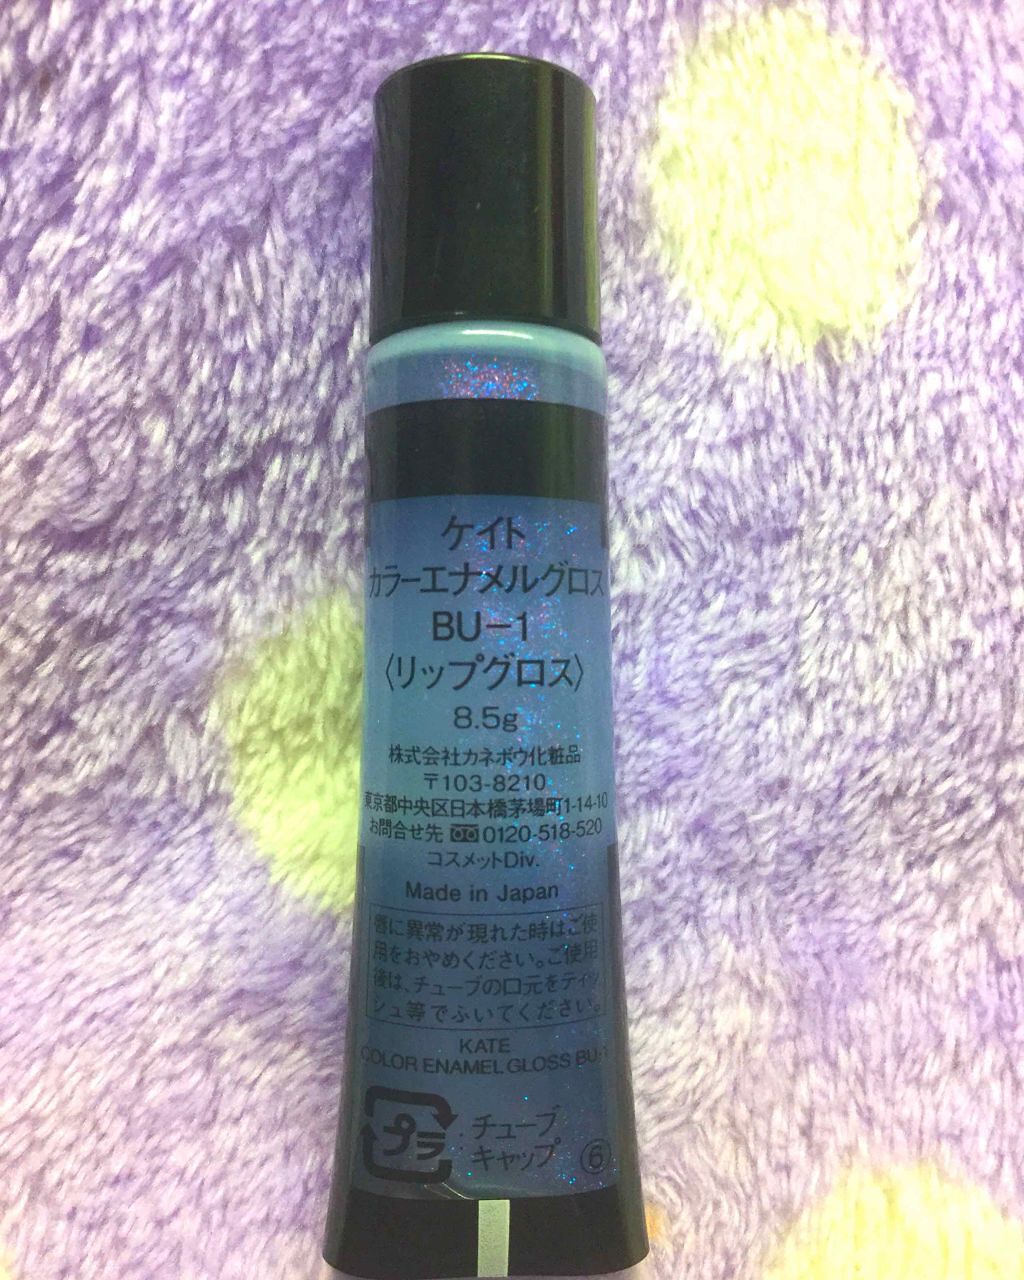 ケイト
カラーエナメルグロス
BU-1
〈リップグロス〉
8.5g
株式会社カネボウ化粧品
〒103-8210
東京都中央区日本橋茅場町1-14-10
お問合せ先 0120-518-520
コスメットDiv.
Made in Japan
唇に異常が現れた時はご使
用をおやめください。ご使用
後は、チューブの口元をティッ
シュ等でふいてください。
KATE
COLOR ENAMEL GLOSS BU-1
プラ
チューブ
キャップ
⑥